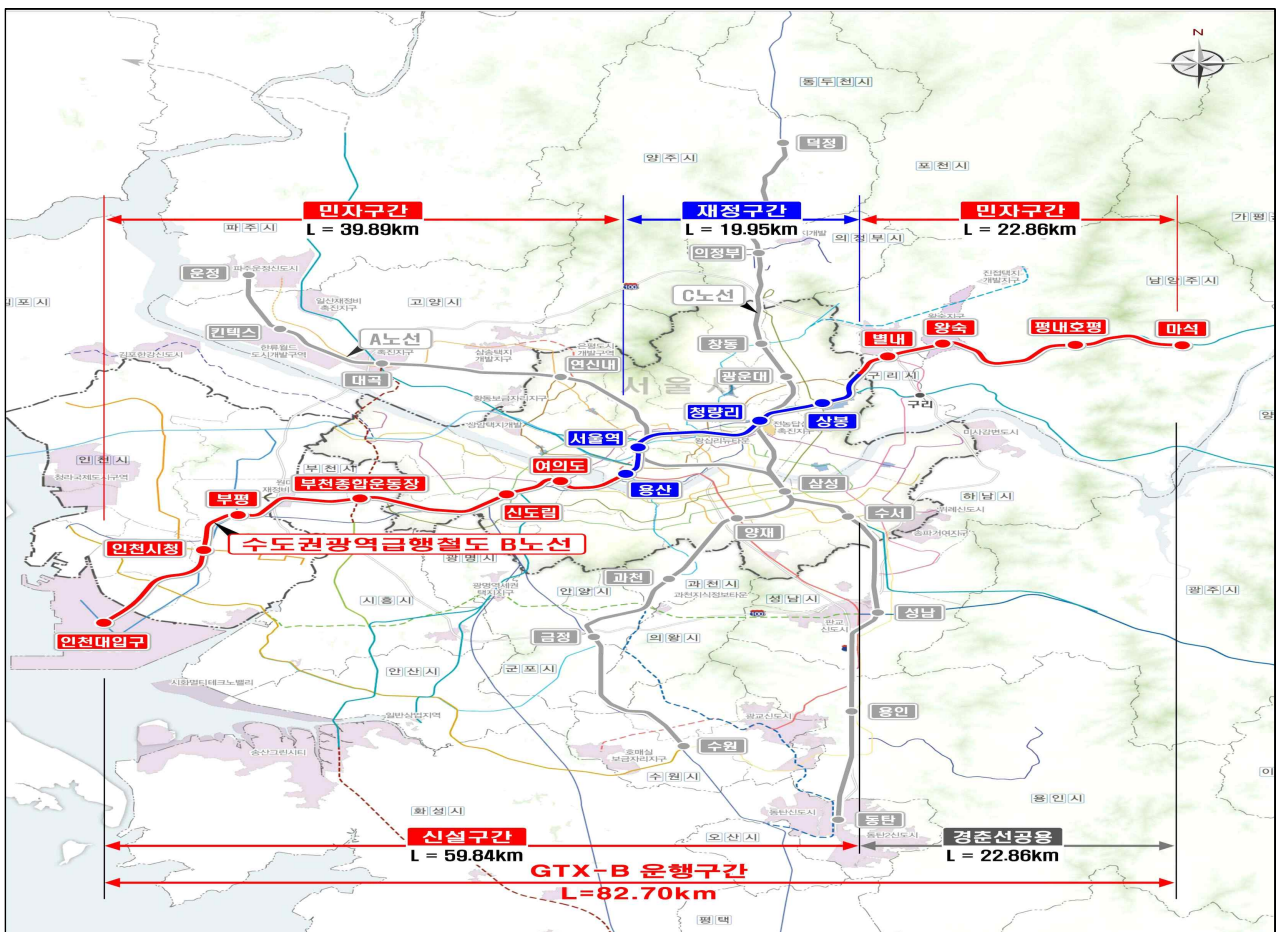 N
동두천시
덕정
양주시
포천시
민자구간
L = 39.89km
재정구간
L = 19.95km
민자구간
L = 22.86km
파주시
의정부시
가평군
의정부
운정
파주운정신도시
고양시
C노선
남양주시
킨텍스
A노선
창동
별내
왕숙
평내호평
마석
대곡
연신내
광운대
구리시
구리
서울시
청량리
상봉
서울역
인천시
부천시
여의도
용산
삼성
하남시
부평
부천종합운동장
신도림
수서
양재
인천시청
수도권광역급행철도 B노선
광명시
과천
과천시
시흥시
안양시
성남시
성남
광주시
인천대입구
금정
의왕시
안산시
군포시
용인
수원
수원시
용인시
화성시
동탄
오산시
신설구간
L = 59.84km
경춘선공용
L = 22.86km
GTX-B 운행구간
L=82.70km
평택